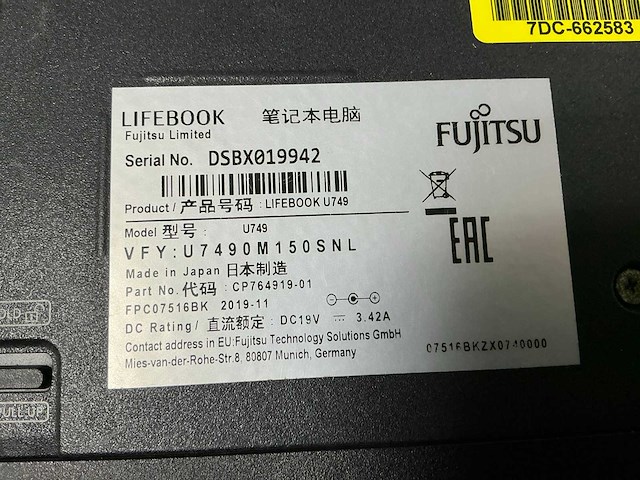 7DC-662583
LIFEBOOK 笔记本电脑
Fujitsu Limited
FUJITSU
Serial No. DSBX019942
Product / 产品号码 : LIFEBOOK U749
Model 型号 : U749
EAC
VFY: U7490M150SNL
Made in Japan 日本制造
Part No. 代码 : CP764919-01
FPC07516BK 2019-11
DC Rating / 直流额定 : DC19V ⎓ 3.42A
Contact address in EU:Fujitsu Technology Solutions GmbH
Mies-van-der-Rohe-Str.8, 80807 Munich, Germany
07516BKZX0740000
PULL UP